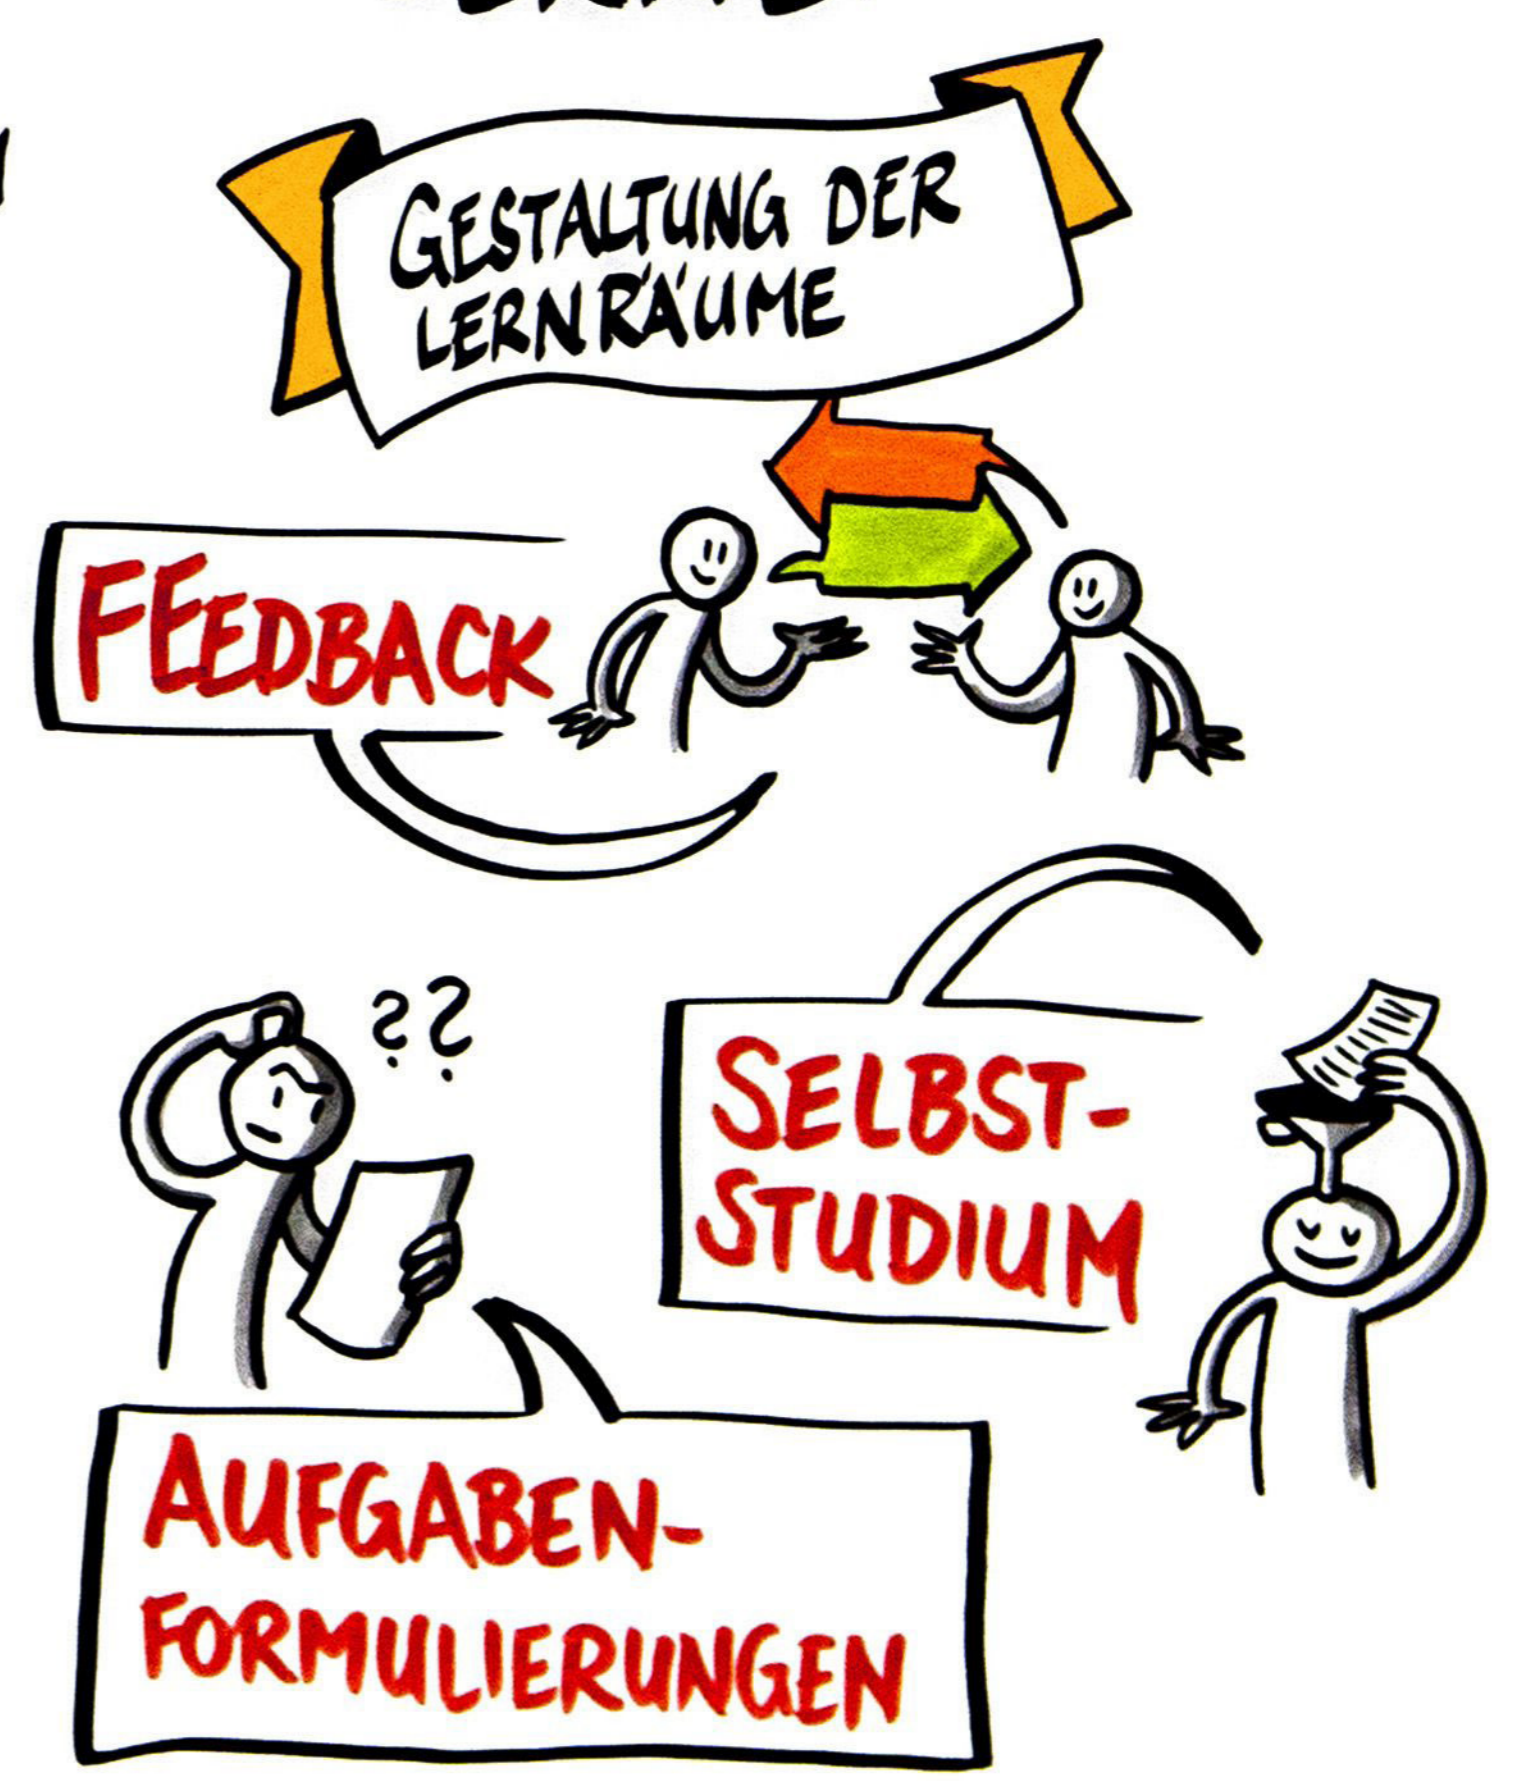 GESTALTUNG DER
LERNRÄUME
FEEDBACK
??
SELBST-
STUDIUM
AUFGABEN-
FORMULIERUNGEN